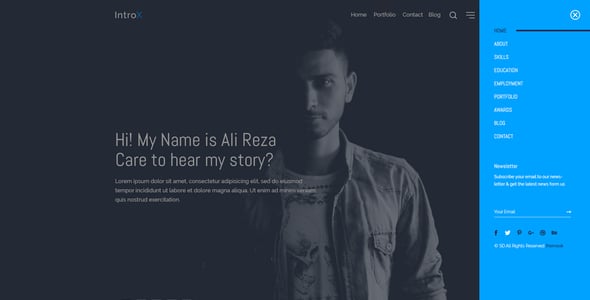 IntroX
Home Portfolio Contact Blog
Hi! My Name is Ali Reza
Care to hear my story?
Lorem ipsum dolor sit amet, consectetur adipisicing elit, sed do eiusmod
tempor incididunt ut labore et dolore magna aliqua. Ut enim ad minim veniam,
quis nostrud exercitation.
HOME
ABOUT
SKILLS
EDUCATION
EMPLOYMENT
PORTFOLIO
AWARDS
BLOG
CONTACT
Newsletter
Subscribe your email to our news-
letter & get the latest news form us
Your Email
All Rights Reserved